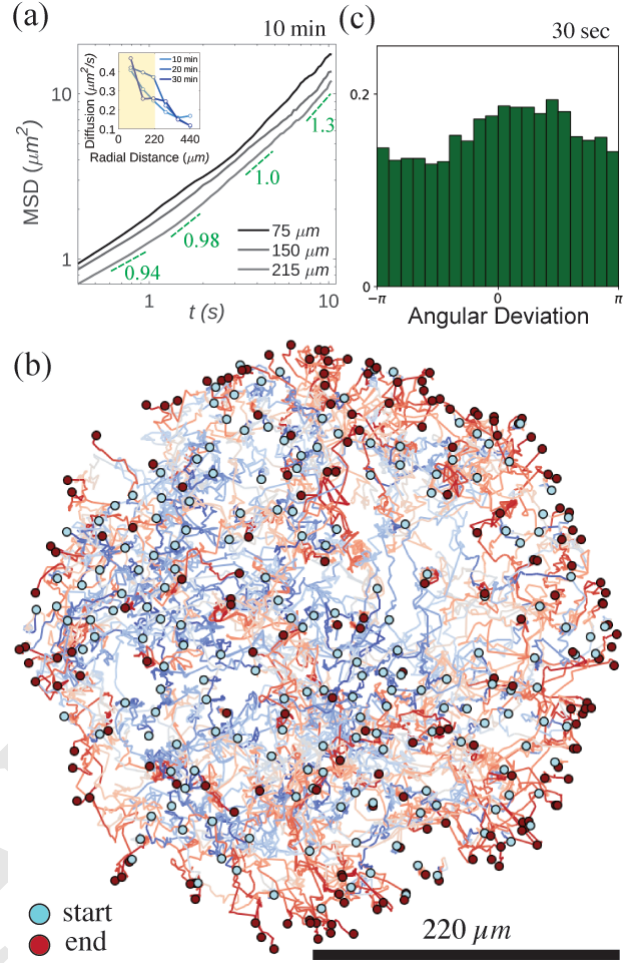 (a)
10 min
MSD (μm²)
10
1
Diffusion (μm²/s)
0.5
0.4
0.3
0.2
0.1
0 220 440
Radial Distance (μm)
10 min
20 min
30 min
0.94
0.98
1.0
1.3
75 μm
150 μm
215 μm
1 10
t (s)
(c)
30 sec
0.2
0
−π 0 π
Angular Deviation
(b)
start
end
220 μm